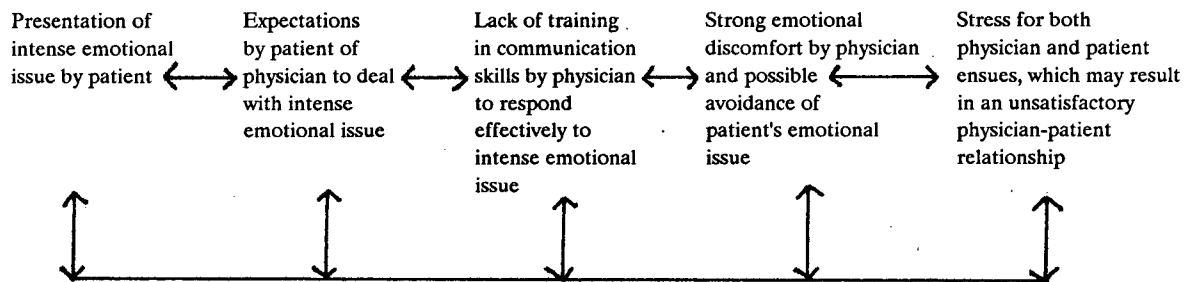 Presentation of
intense emotional
issue by patient
Expectations
by patient of
physician to deal
with intense
emotional issue
Lack of training
in communication
skills by physician
to respond
effectively to
intense emotional
issue
Strong emotional
discomfort by physician
and possible
avoidance of
patient's emotional
issue
Stress for both
physician and patient
ensues, which may result
in an unsatisfactory
physician-patient
relationship